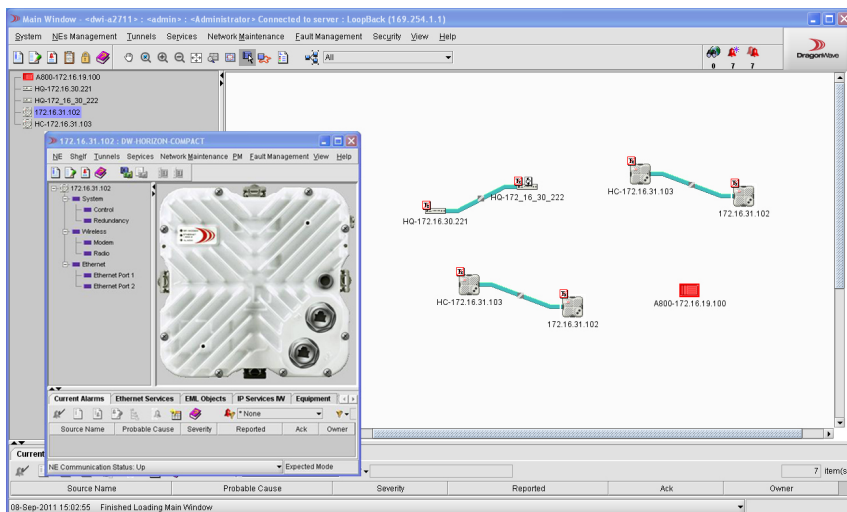 Main Window - <dwi-a2711> : <admin> : <Administrator> Connected to server : LoopBack (169.254.1.1)
System NEs Management Tunnels Services Network Maintenance Fault Management Security View Help
All
0 7 7
DragonWave
A800-172.16.19.100
HQ-172.16.30.221
HQ-172_16_30_222
172.16.31.102
HC-172.16.31.103
172.16.31.102 : DW-HORIZON-COMPACT
NE Shelf Tunnels Services Network Maintenance PM Fault Management View Help
172.16.31.102
System
Control
Redundancy
Wireless
Modem
Radio
Ethernet
Ethernet Port 1
Ethernet Port 2
Current Alarms Ethernet Services EML Objects IP Services IW Equipment
* None
Source Name Probable Cause Severity Reported Ack Owner
NE Communication Status: Up Expected Mode
HQ-172_16_30_222
HQ-172.16.30.221
HC-172.16.31.103
172.16.31.102
HC-172.16.31.103
172.16.31.102
A800-172.16.19.100
Current
7 item(s
Source Name Probable Cause Severity Reported Ack Owner
08-Sep-2011 15:02:55 Finished Loading Main Window